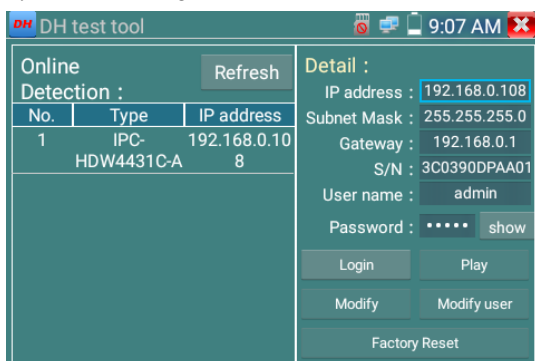 DH DH test tool 9:07 AM
Online
Detection :
Refresh
No. Type IP address
1 IPC-HDW4431C-A 192.168.0.108
Detail :
IP address : 192.168.0.108
Subnet Mask : 255.255.255.0
Gateway : 192.168.0.1
S/N : 3C0390DPAA01
User name : admin
Password : ••••• show
Login Play
Modify Modify user
Factory Reset